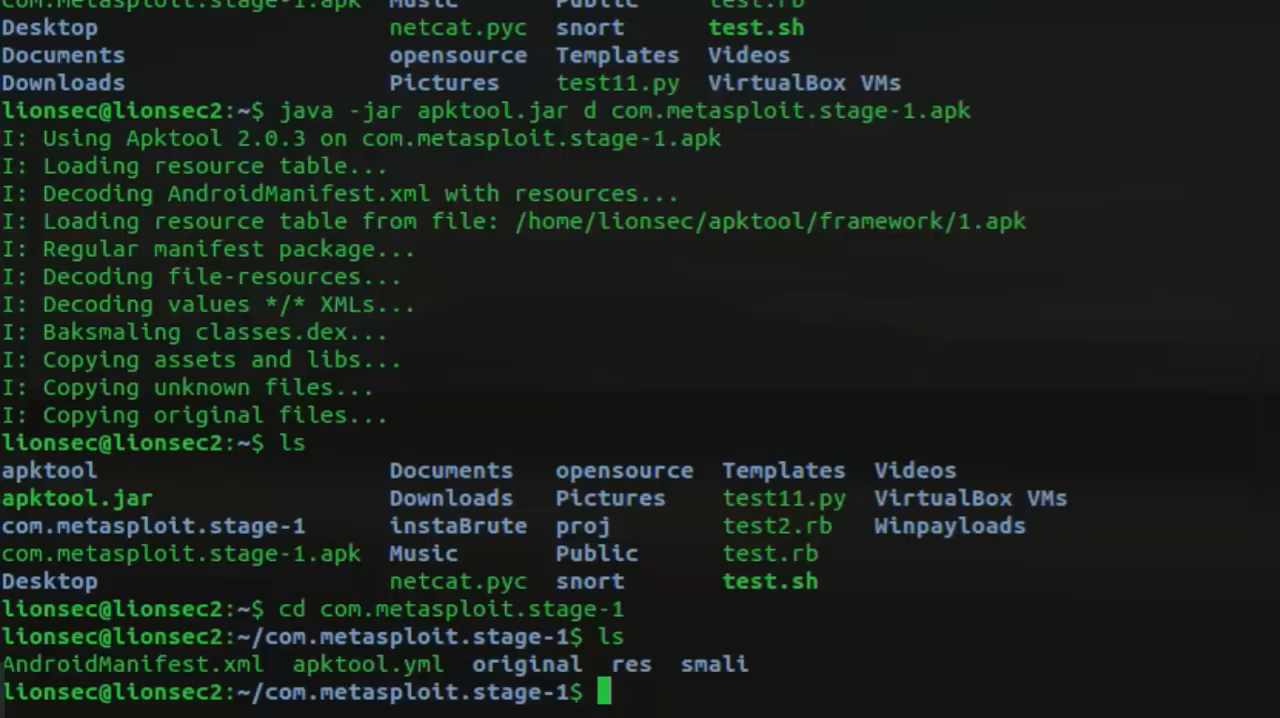 com.metasploit.stage-1.apk  Music       Public      test.rb
Desktop                     netcat.pyc  snort       test.sh
Documents                   opensource  Templates   Videos
Downloads                   Pictures    test11.py   VirtualBox VMs
lionsec@lionsec2:~$ java -jar apktool.jar d com.metasploit.stage-1.apk
I: Using Apktool 2.0.3 on com.metasploit.stage-1.apk
I: Loading resource table...
I: Decoding AndroidManifest.xml with resources...
I: Loading resource table from file: /home/lionsec/apktool/framework/1.apk
I: Regular manifest package...
I: Decoding file-resources...
I: Decoding values */* XMLs...
I: Baksmaling classes.dex...
I: Copying assets and libs...
I: Copying unknown files...
I: Copying original files...
lionsec@lionsec2:~$ ls
apktool                     Documents   opensource  Templates  Videos
apktool.jar                 Downloads   Pictures    test11.py  VirtualBox VMs
com.metasploit.stage-1      instaBrute  proj        test2.rb   Winpayloads
com.metasploit.stage-1.apk  Music       Public      test.rb
Desktop                     netcat.pyc  snort       test.sh
lionsec@lionsec2:~$ cd com.metasploit.stage-1
lionsec@lionsec2:~/com.metasploit.stage-1$ ls
AndroidManifest.xml  apktool.yml  original  res  smali
lionsec@lionsec2:~/com.metasploit.stage-1$